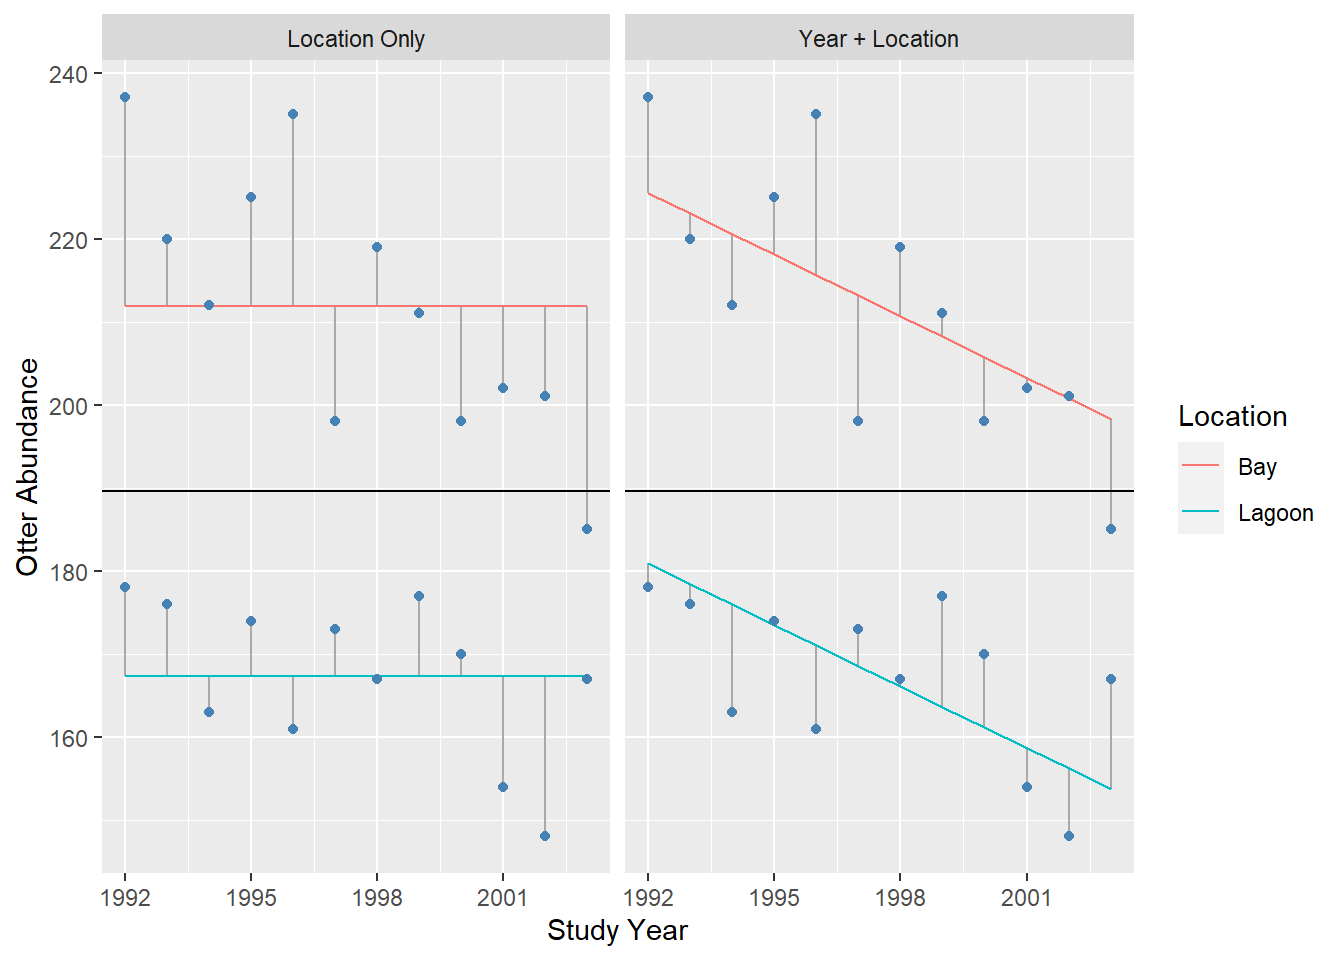 Location Only
Year + Location
240
220
200
180
160
Otter Abundance
1992
1995
1998
2001
1992
1995
1998
2001
Study Year
Location
Bay
Lagoon